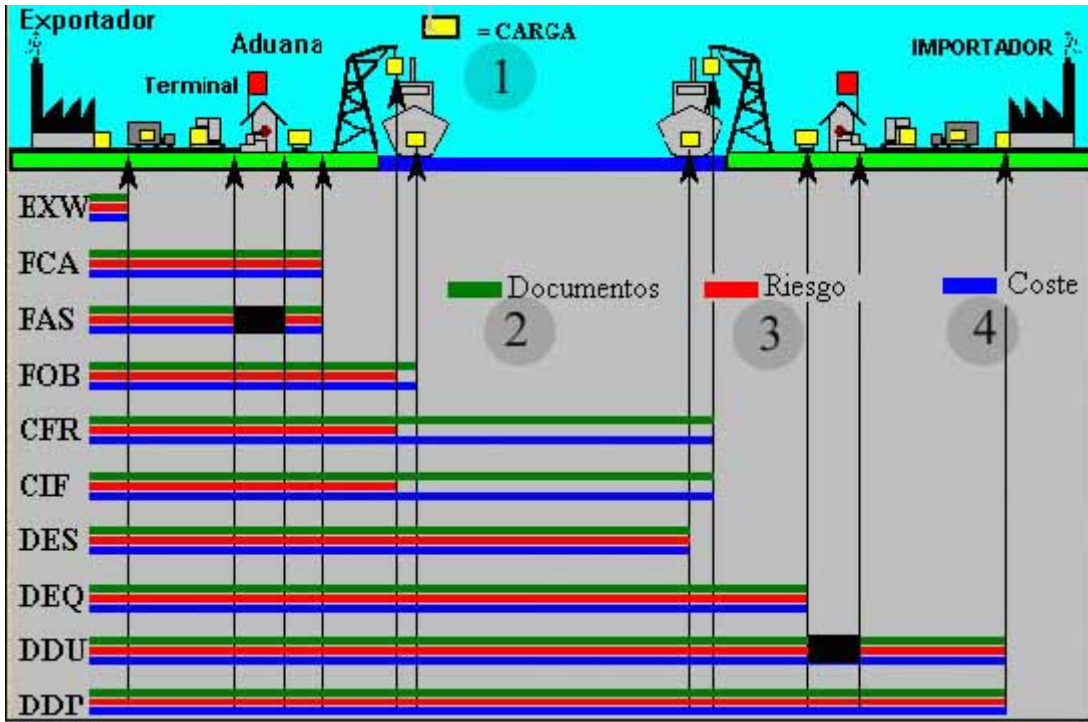 Exportador
= CARGA
Aduana
1
IMPORTADOR
Terminal
EXW
FCA
Documentos
Riesgo
Coste
FAS
2
3
4
FOB
CFR
CIF
DES
DEQ
DDU
DDP